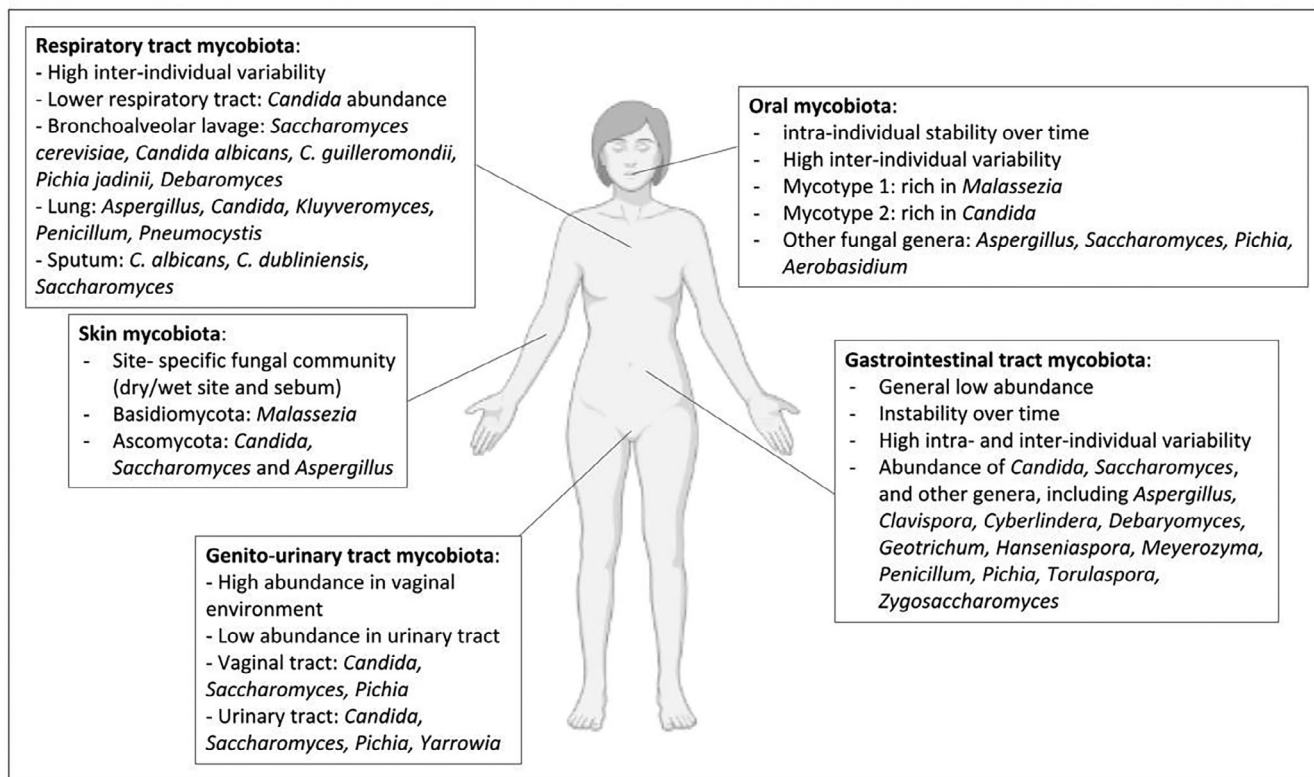 Respiratory tract mycobiota:
- High inter-individual variability
- Lower respiratory tract: Candida abundance
- Bronchoalveolar lavage: Saccharomyces
cerevisiae, Candida albicans, C. guilleromondii,
Pichia jadinii, Debaromyces
- Lung: Aspergillus, Candida, Kluyveromyces,
Penicillum, Pneumocystis
- Sputum: C. albicans, C. dubliniensis,
Saccharomyces
Oral mycobiota:
- intra-individual stability over time
- High inter-individual variability
- Mycotype 1: rich in Malassezia
- Mycotype 2: rich in Candida
- Other fungal genera: Aspergillus, Saccharomyces, Pichia,
Aerobasidium
Skin mycobiota:
- Site- specific fungal community
(dry/wet site and sebum)
- Basidiomycota: Malassezia
- Ascomycota: Candida,
Saccharomyces and Aspergillus
Gastrointestinal tract mycobiota:
- General low abundance
- Instability over time
- High intra- and inter-individual variability
- Abundance of Candida, Saccharomyces,
and other genera, including Aspergillus,
Clavispora, Cyberlindera, Debaryomyces,
Geotrichum, Hanseniaspora, Meyerozyma,
Penicillum, Pichia, Torulaspora,
Zygosaccharomyces
Genito-urinary tract mycobiota:
- High abundance in vaginal
environment
- Low abundance in urinary tract
- Vaginal tract: Candida,
Saccharomyces, Pichia
- Urinary tract: Candida,
Saccharomyces, Pichia, Yarrowia